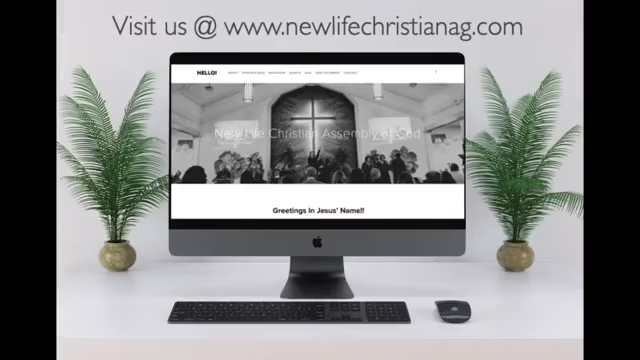 Visit us @ www.newlifechristianag.com
HELLO!
New Life Christian Assembly of God
Greetings In Jesus' Name!!